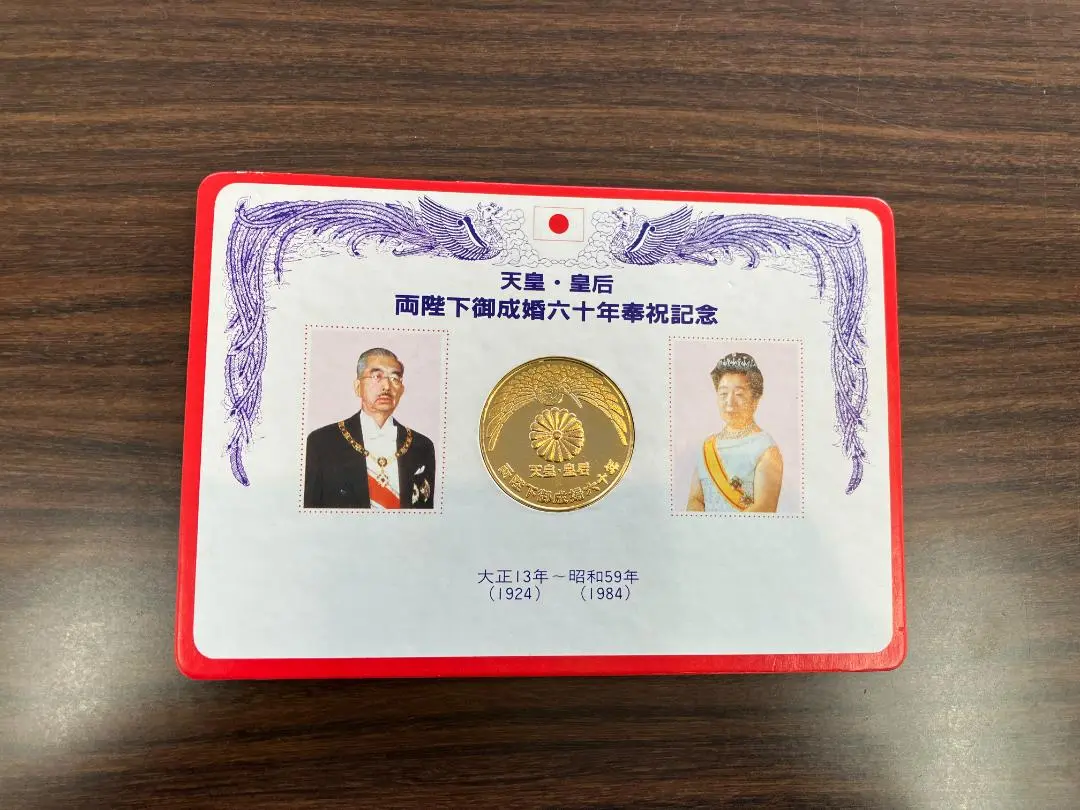 天皇・皇后
両陛下御成婚六十年奉祝記念
天皇・皇后
両陛下御成婚六十年
大正13年~昭和59年
(1924) (1984)